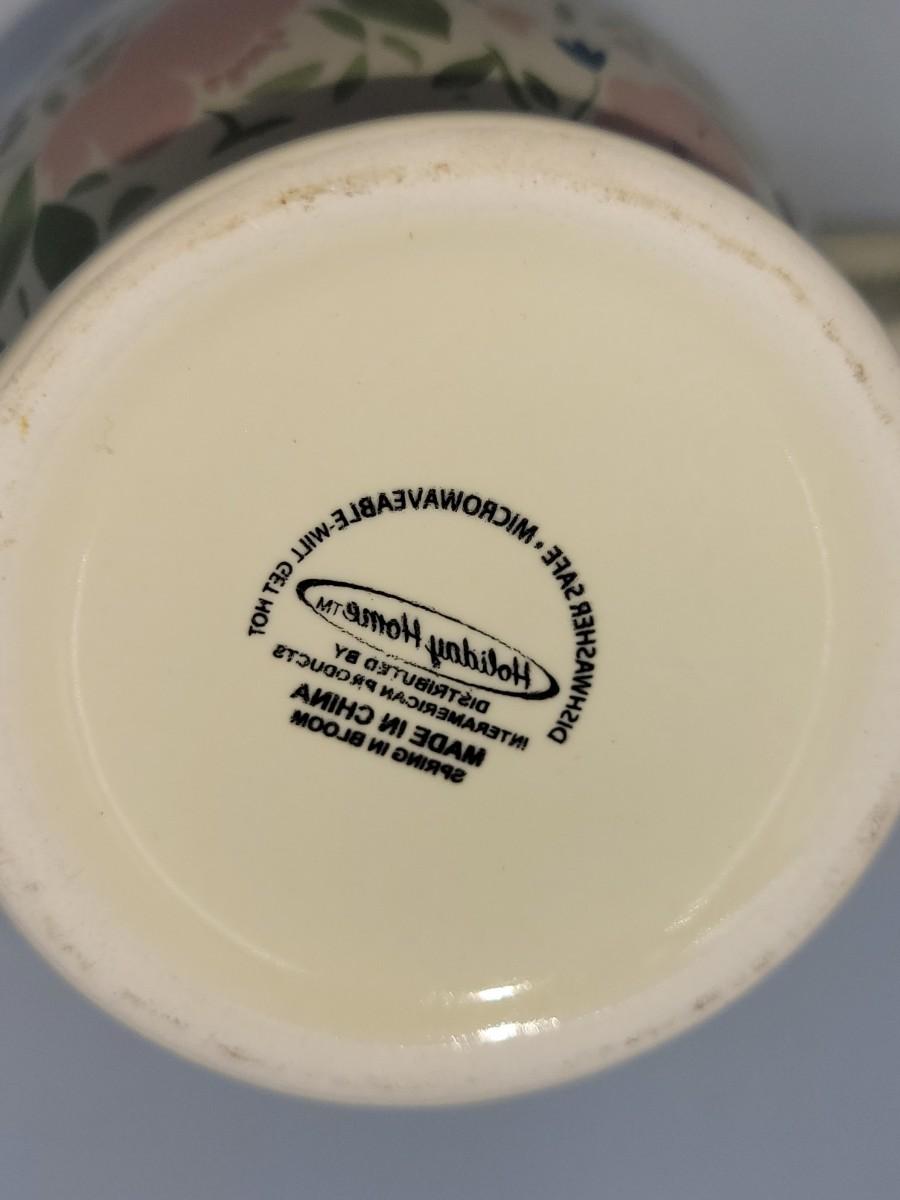 DISHWASHER SAFE • MICROWAVEABLE-WILL GET HOT
Holiday Home™
DISTRIBUTED BY
INTERAMERICAN PRODUCTS
MADE IN CHINA
SPRING IN BLOOM